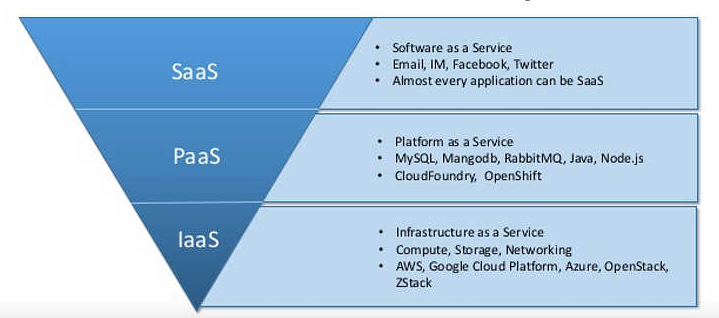 SaaS
• Software as a Service
• Email, IM, Facebook, Twitter
• Almost every application can be SaaS
PaaS
• Platform as a Service
• MySQL, Mangodb, RabbitMQ, Java, Node.js
• CloudFoundry, OpenShift
IaaS
• Infrastructure as a Service
• Compute, Storage, Networking
• AWS, Google Cloud Platform, Azure, OpenStack,
ZStack